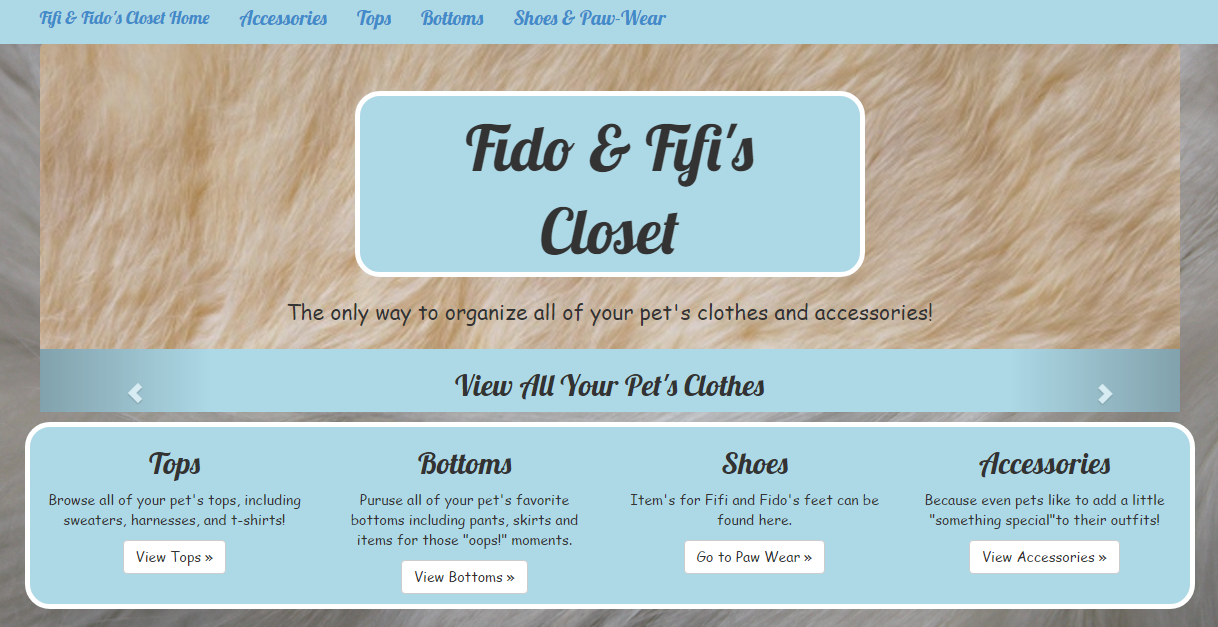 Fifi & Fido's Closet Home Accessories Tops Bottoms Shoes & Paw-Wear
Fido & Fifi's
Closet
The only way to organize all of your pet's clothes and accessories!
View All Your Pet's Clothes
Tops
Browse all of your pet's tops, including
sweaters, harnesses, and t-shirts!
View Tops »
Bottoms
Puruse all of your pet's favorite
bottoms including pants, skirts and
items for those "oops!" moments.
View Bottoms »
Shoes
Item's for Fifi and Fido's feet can be
found here.
Go to Paw Wear »
Accessories
Because even pets like to add a little
"something special"to their outfits!
View Accessories »